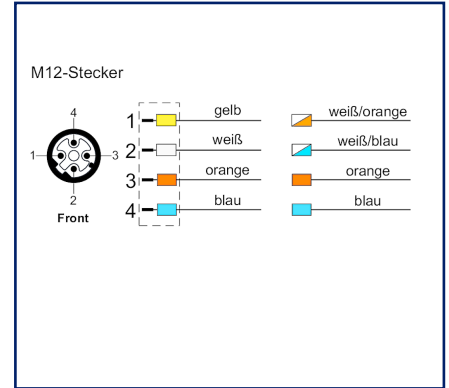 M12-Stecker
4
1
3
2
Front
1 gelb weiß/orange
2 weiß weiß/blau
3 orange orange
4 blau blau